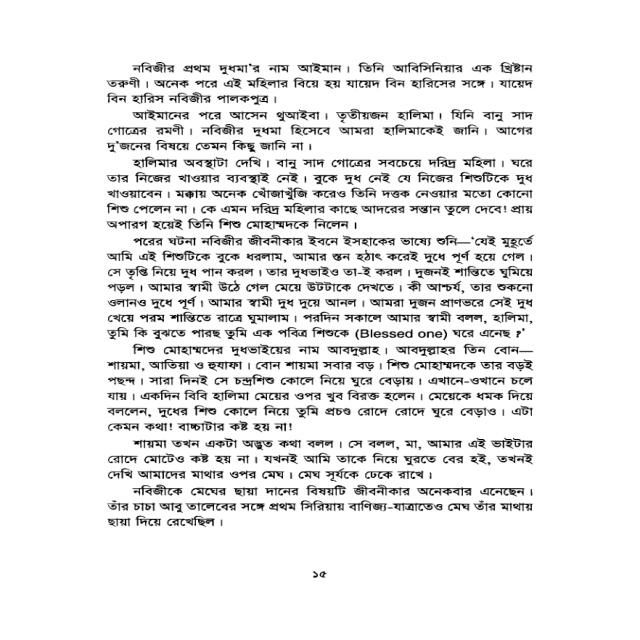 নবিজীর প্রথম দুধমা'র নাম আইমান। তিনি আবিসিনিয়ার এক খ্রিষ্টান
তরুণী। অনেক পরে এই মহিলার বিয়ে হয় যায়েদ বিন হারিসের সঙ্গে। যায়েদ
বিন হারিস নবিজীর পালকপুত্র।
আইমানের পরে আসেন থুআইবা। তৃতীয়জন হালিমা। যিনি বানু সাদ
গোত্রের রমণী। নবিজীর দুধমা হিসেবে আমরা হালিমাকেই জানি। আগের
দু'জনের বিষয়ে তেমন কিছু জানি না।
হালিমার অবস্থাটা দেখি। বানু সাদ গোত্রের সবচেয়ে দরিদ্র মহিলা। ঘরে
তার নিজের খাওয়ার ব্যবস্থাই নেই। বুকে দুধ নেই যে নিজের শিশুটিকে দুধ
খাওয়াবেন। মক্কায় অনেক খোঁজাখুঁজি করেও তিনি দত্তক নেওয়ার মতো কোনো
শিশু পেলেন না। কে এমন দরিদ্র মহিলার কাছে আদরের সন্তান তুলে দেবে! প্রায়
অপারগ হয়েই তিনি শিশু মোহাম্মদকে নিলেন।
পরের ঘটনা নবিজীর জীবনীকার ইবনে ইসহাকের ভাষ্যে শুনি—'যেই মুহূর্তে
আমি এই শিশুটিকে বুকে ধরলাম, আমার স্তন হঠাৎ করেই দুধে পূর্ণ হয়ে গেল।
সে তৃপ্তি নিয়ে দুধ পান করল। তার দুধভাইও তা-ই করল। দুজনই শান্তিতে ঘুমিয়ে
পড়ল। আমার স্বামী উঠে গেল মেয়ে উটটাকে দেখতে। কী আশ্চর্য, তার শুকনো
ওলানও দুধে পূর্ণ। আমার স্বামী দুধ দুয়ে আনল। আমরা দুজন প্রাণভরে সেই দুধ
খেয়ে পরম শান্তিতে রাত্রে ঘুমালাম। পরদিন সকালে আমার স্বামী বলল, হালিমা,
তুমি কি বুঝতে পারছ তুমি এক পবিত্র শিশুকে (Blessed one) ঘরে এনেছ ?'
শিশু মোহাম্মদের দুধভাইয়ের নাম আবদুল্লাহ। আবদুল্লাহর তিন বোন—
শায়মা, আতিয়া ও হুযাফা। বোন শায়মা সবার বড়। শিশু মোহাম্মদকে তার বড়ই
পছন্দ। সারা দিনই সে চন্দ্রশিশু কোলে নিয়ে ঘুরে বেড়ায়। এখানে-ওখানে চলে
যায়। একদিন বিবি হালিমা মেয়ের ওপর খুব বিরক্ত হলেন। মেয়েকে ধমক দিয়ে
বললেন, দুধের শিশু কোলে নিয়ে তুমি প্রচণ্ড রোদে রোদে ঘুরে বেড়াও। এটা
কেমন কথা! বাচ্চাটার কষ্ট হয় না!
শায়মা তখন একটা অদ্ভুত কথা বলল। সে বলল, মা, আমার এই ভাইটার
রোদে মোটেও কষ্ট হয় না। যখনই আমি তাকে নিয়ে ঘুরতে বের হই, তখনই
দেখি আমাদের মাথার ওপর মেঘ। মেঘ সূর্যকে ঢেকে রাখে।
নবিজীকে মেঘের ছায়া দানের বিষয়টি জীবনীকার অনেকবার এনেছেন।
তাঁর চাচা আবু তালেবের সঙ্গে প্রথম সিরিয়ায় বাণিজ্য-যাত্রাতেও মেঘ তাঁর মাথায়
ছায়া দিয়ে রেখেছিল।
১৫